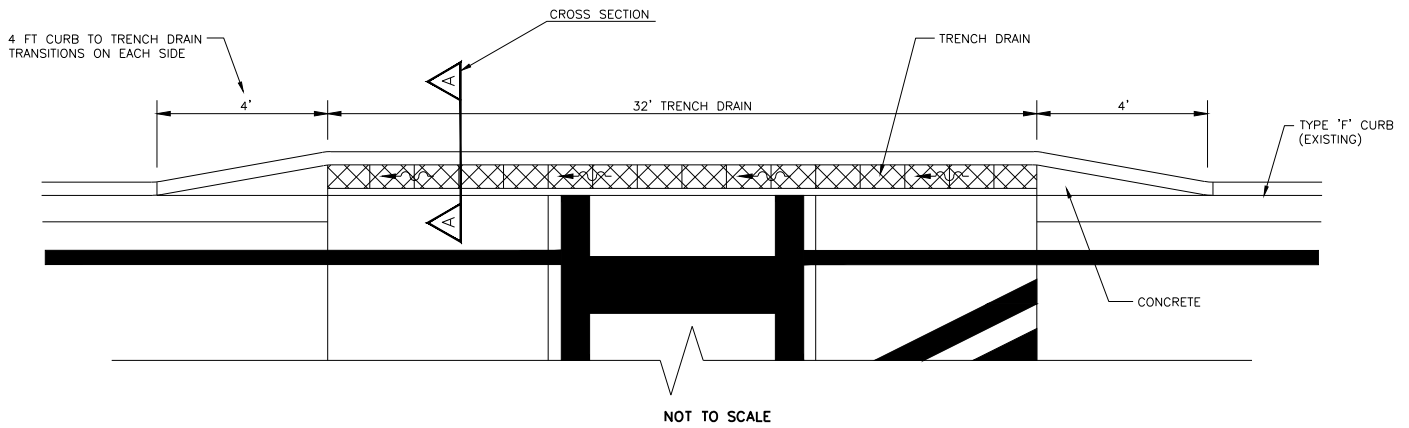 CROSS SECTION
4 FT CURB TO TRENCH DRAIN
TRANSITIONS ON EACH SIDE
TRENCH DRAIN
A
4'
32' TRENCH DRAIN
4'
TYPE 'F' CURB
(EXISTING)
A
CONCRETE
NOT TO SCALE